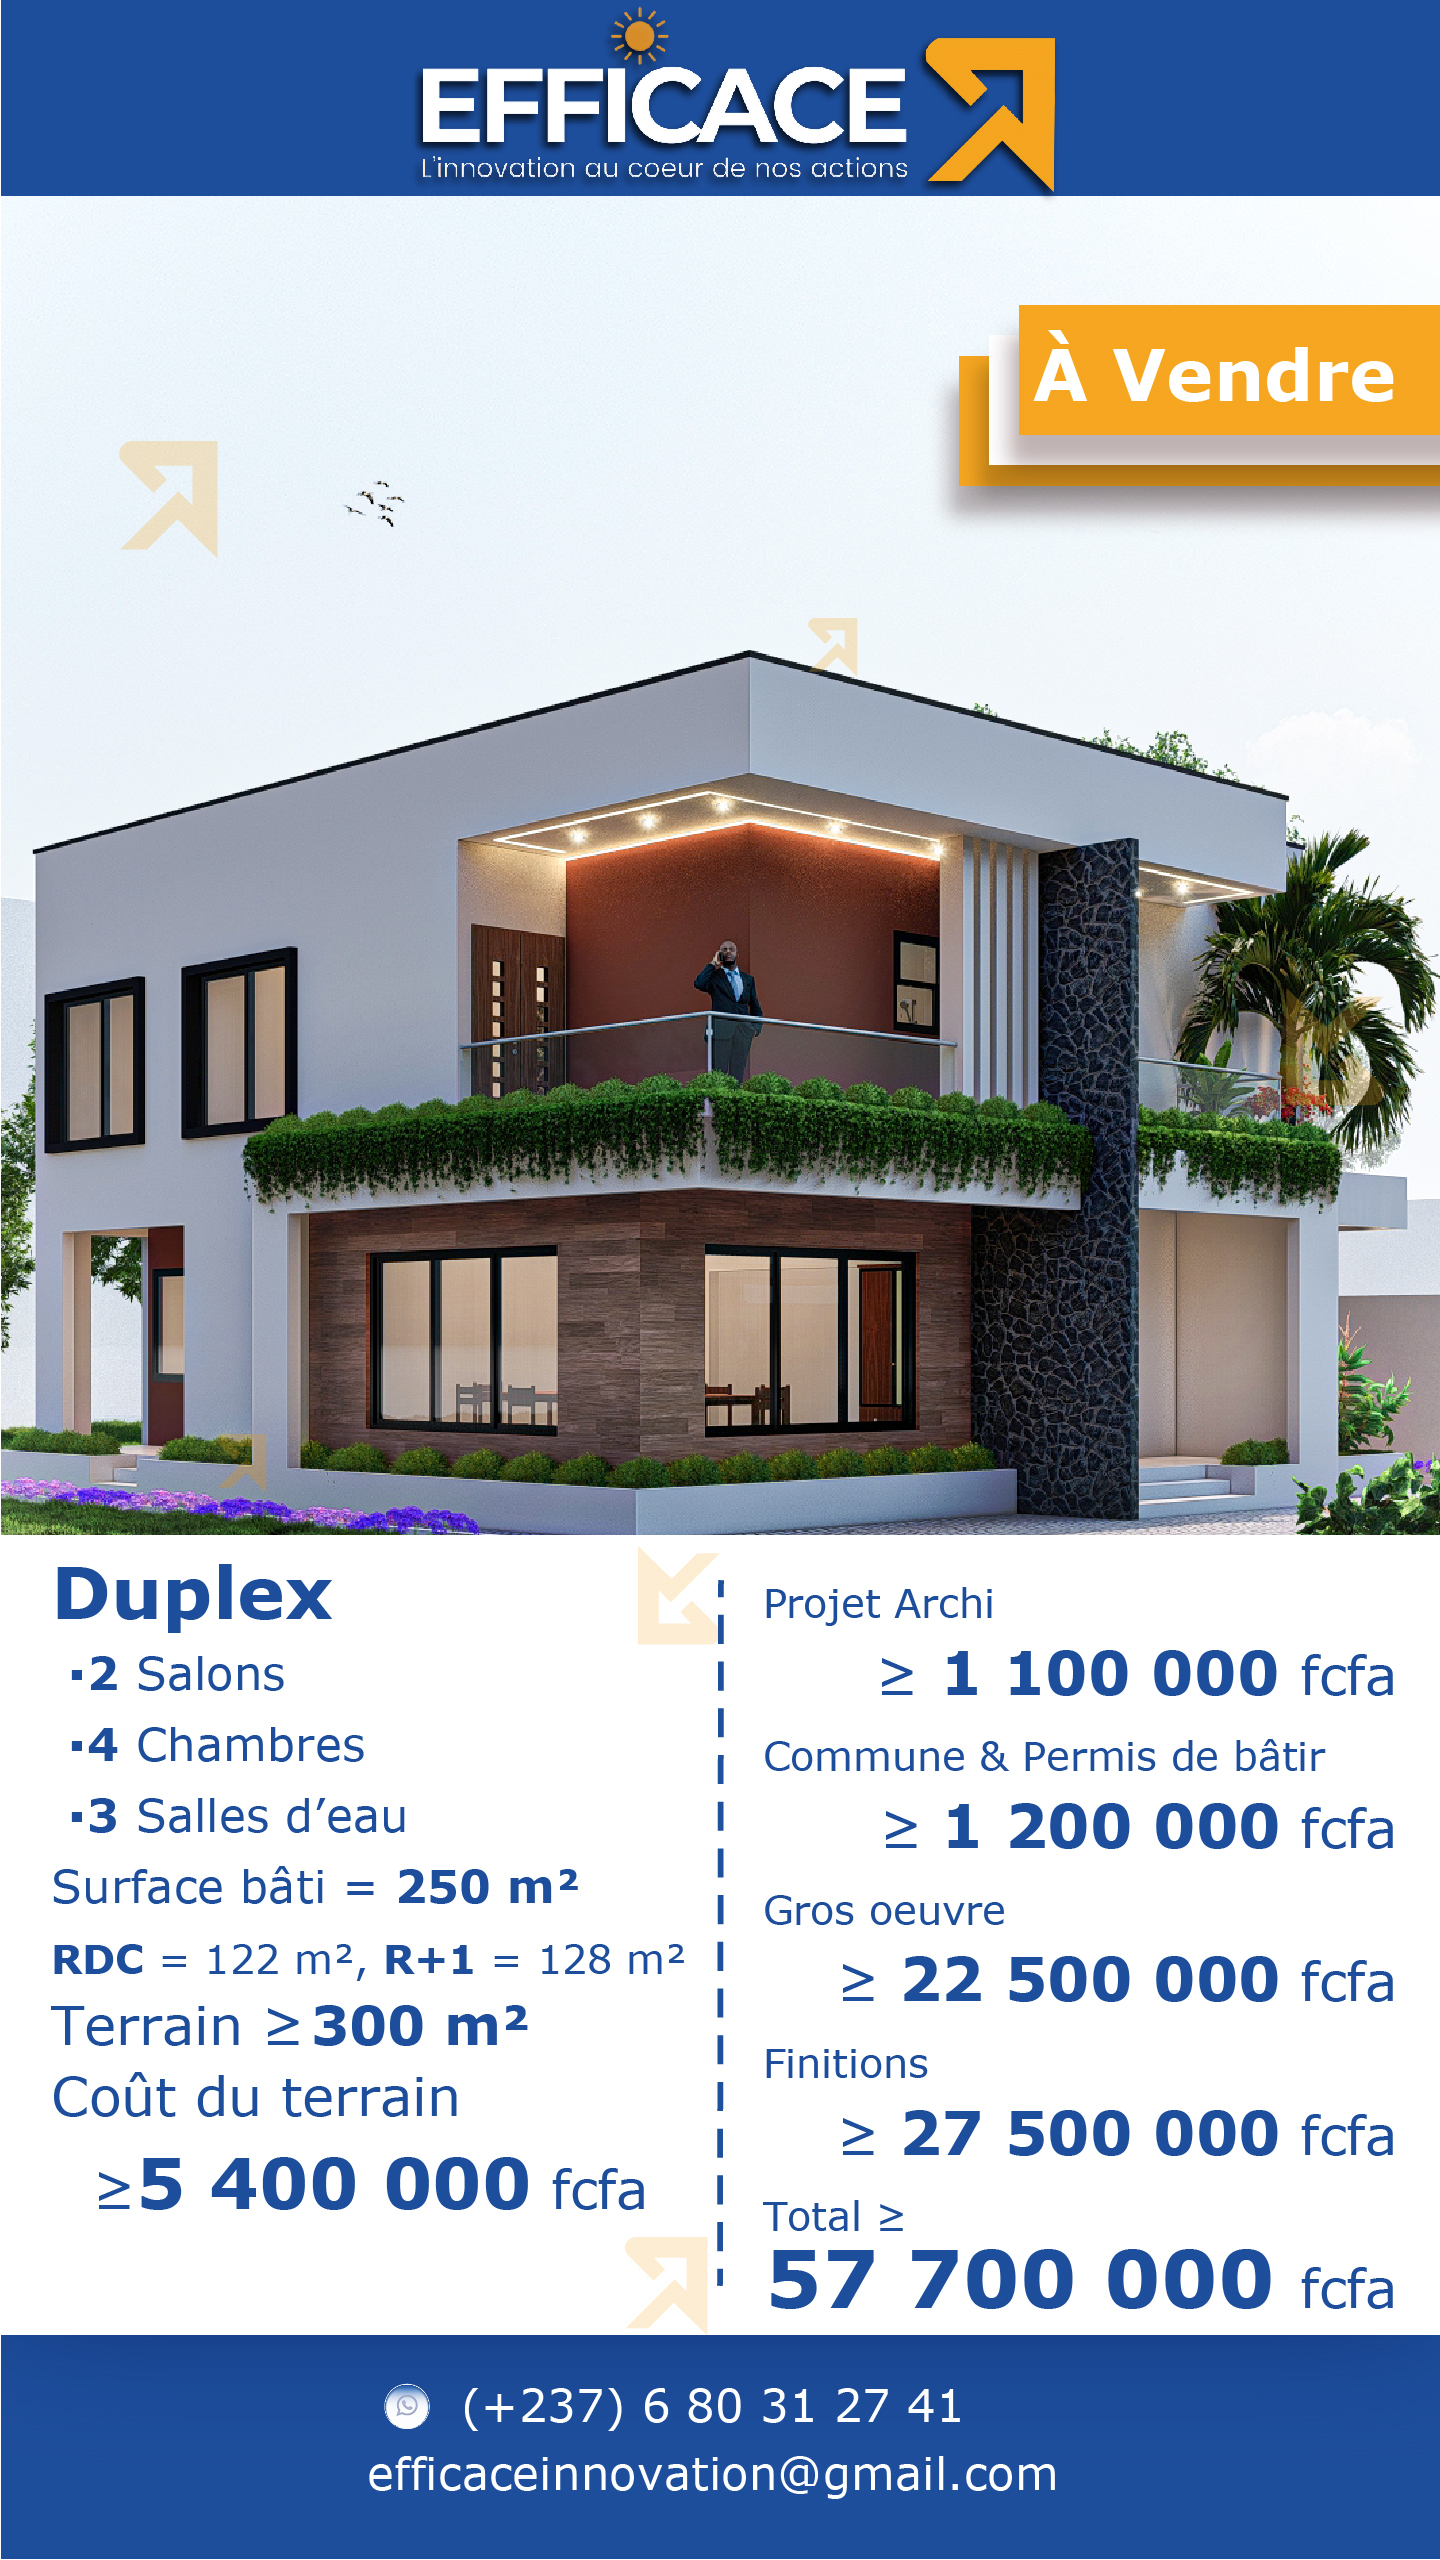 EFFICACE
L'innovation au coeur de nos actions
À Vendre
Duplex
▪2 Salons
▪4 Chambres
▪3 Salles d’eau
Surface bâti = 250 m²
RDC = 122 m², R+1 = 128 m²
Terrain ≥ 300 m²
Coût du terrain
≥5 400 000 fcfa
Projet Archi
≥ 1 100 000 fcfa
Commune & Permis de bâtir
≥ 1 200 000 fcfa
Gros oeuvre
≥ 22 500 000 fcfa
Finitions
≥ 27 500 000 fcfa
Total ≥
57 700 000 fcfa
(+237) 6 80 31 27 41
efficaceinnovation@gmail.com